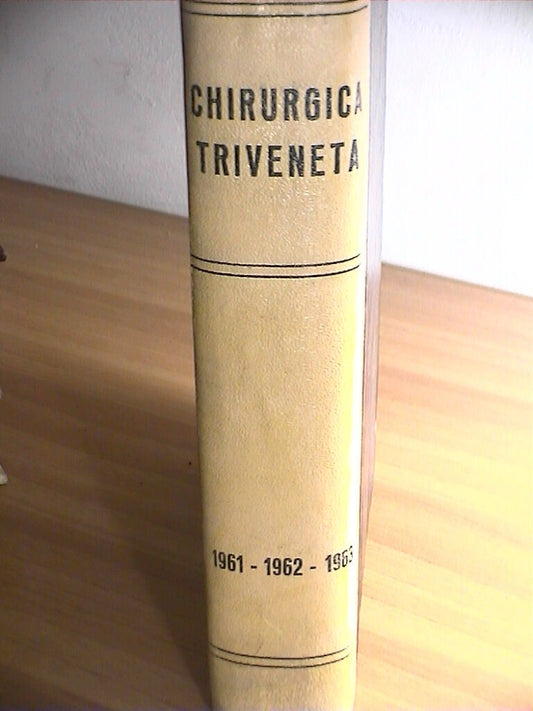 CHIRURGICA
TRIVENETA
1961 - 1962 - 1963